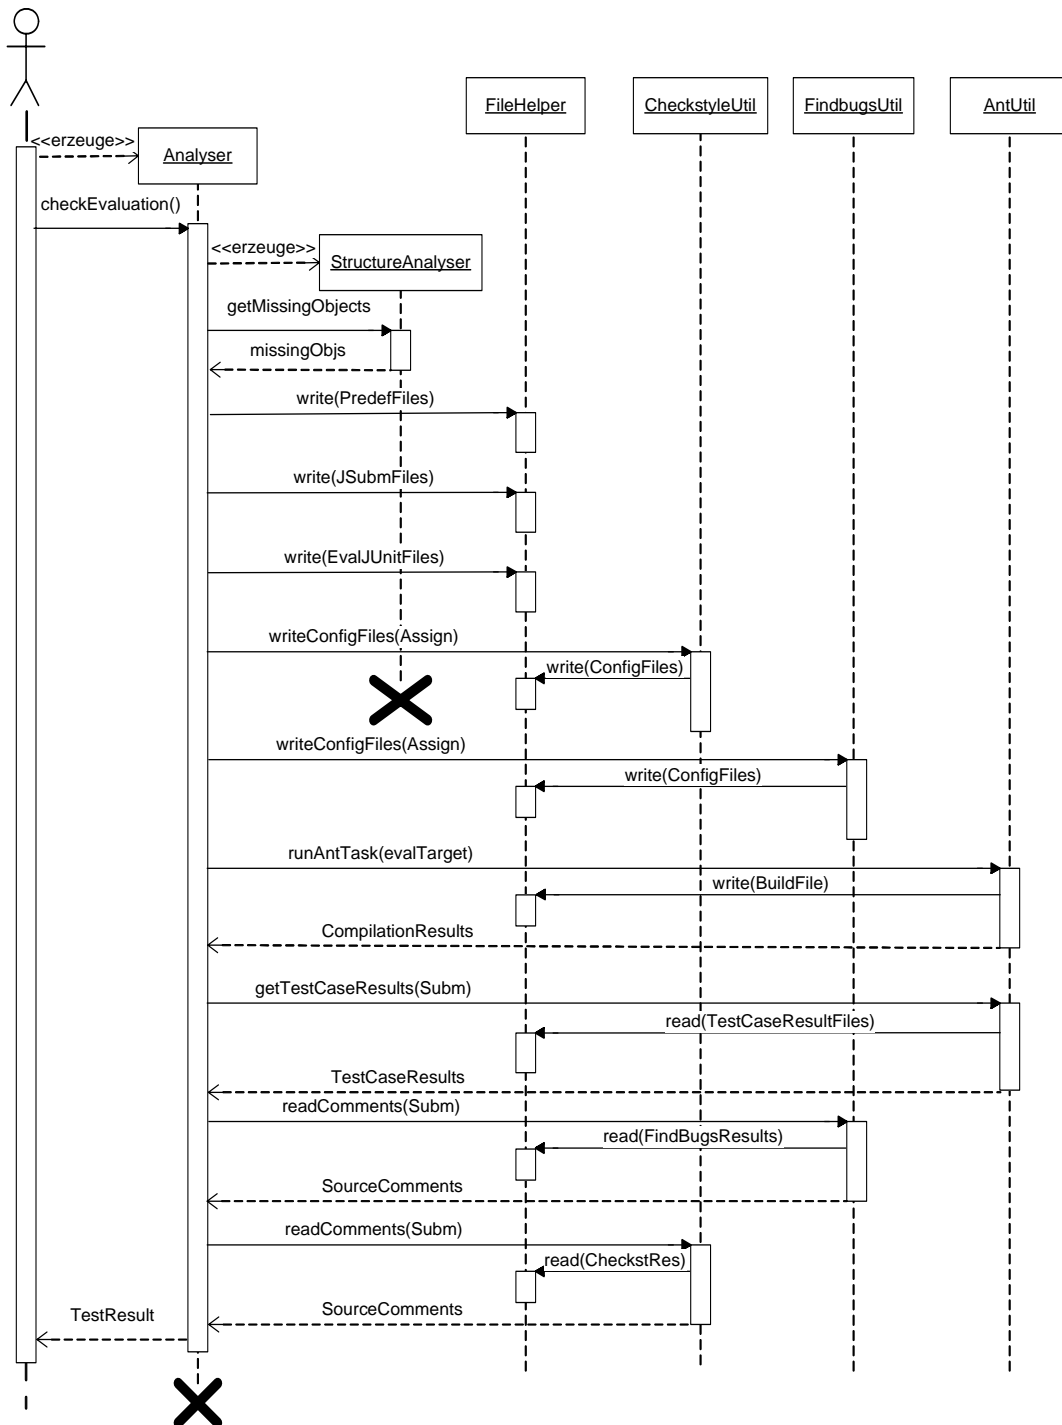 FileHelper
CheckstyleUtil
FindbugsUtil
AntUtil
<<erzeuge>>
Analyser
checkEvaluation()
<<erzeuge>>
StructureAnalyser
getMissingObjects
missingObjs
write(PredefFiles)
write(JSubmFiles)
write(EvalJUnitFiles)
writeConfigFiles(Assign)
write(ConfigFiles)
writeConfigFiles(Assign)
write(ConfigFiles)
runAntTask(evalTarget)
write(BuildFile)
CompilationResults
getTestCaseResults(Subm)
read(TestCaseResultFiles)
TestCaseResults
readComments(Subm)
read(FindBugsResults)
SourceComments
readComments(Subm)
read(CheckstRes)
SourceComments
TestResult